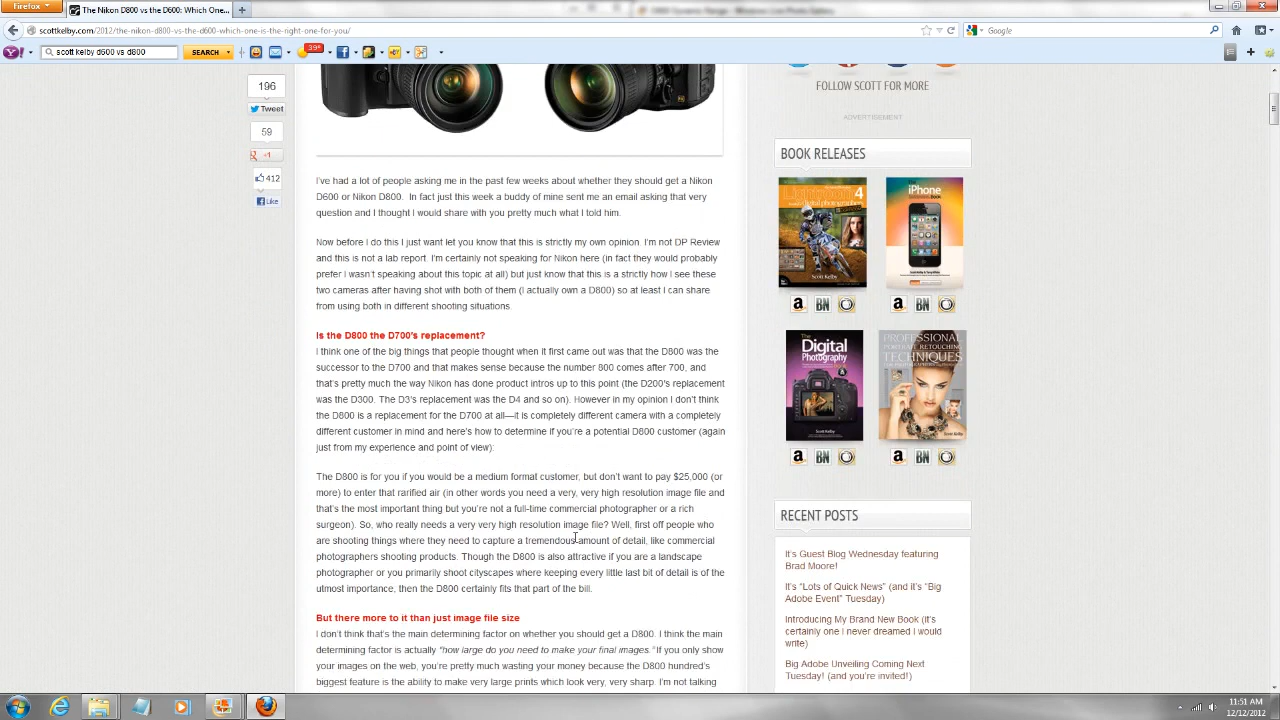 Firefox
The Nikon D800 vs the D600: Which One...
scottkelby.com/2012/the-nikon-d800-vs-the-d600-which-one-is-the-right-one-for-you/
Google
scott kelby d600 vs d800
SEARCH
39°
196
Tweet
59
+1
412
Like
I've had a lot of people asking me in the past few weeks about whether they should get a Nikon
D600 or Nikon D800. In fact just this week a buddy of mine sent me an email asking that very
question and I thought I would share with you pretty much what I told him.
Now before I do this I just want let you know that this is strictly my own opinion. I'm not DP Review
and this is not a lab report. I'm certainly not speaking for Nikon here (in fact they would probably
prefer I wasn't speaking about this topic at all) but just know that this is a strictly how I see these
two cameras after having shot with both of them (I actually own a D800) so at least I can share
from using both in different shooting situations.
Is the D800 the D700's replacement?
I think one of the big things that people thought when it first came out was that the D800 was the
successor to the D700 and that makes sense because the number 800 comes after 700, and
that's pretty much the way Nikon has done product intros up to this point (the D200's replacement
was the D300. The D3's replacement was the D4 and so on). However in my opinion I don't think
the D800 is a replacement for the D700 at all—it is completely different camera with a completely
different customer in mind and here's how to determine if you're a potential D800 customer (again
just from my experience and point of view):
The D800 is for you if you would be a medium format customer, but don't want to pay $25,000 (or
more) to enter that rarified air (in other words you need a very, very high resolution image file and
that's the most important thing but you're not a full-time commercial photographer or a rich
surgeon). So, who really needs a very very high resolution image file? Well, first off people who
are shooting things where they need to capture a tremendous amount of detail, like commercial
photographers shooting products. Though the D800 is also attractive if you are a landscape
photographer or you primarily shoot cityscapes where keeping every little last bit of detail is of the
utmost importance, then the D800 certainly fits that part of the bill.
But there more to it than just image file size
I don't think that's the main determining factor on whether you should get a D800. I think the main
determining factor is actually "how large do you need to make your final images." If you only show
your images on the web, you're pretty much wasting your money because the D800 hundred's
biggest feature is the ability to make very large prints which look very, very sharp. I'm not talking
FOLLOW SCOTT FOR MORE
ADVERTISEMENT
BOOK RELEASES
Lightroom 4
Scott Kelby
The iPhone
a BN
a BN
The Digital Photography
Scott Kelby
PROFESSIONAL
PORTRAIT RETOUCHING
TECHNIQUES
Scott Kelby
a BN
a BN
RECENT POSTS
It's Guest Blog Wednesday featuring
Brad Moore!
It's "Lots of Quick News" (and it's "Big
Adobe Event" Tuesday)
Introducing My Brand New Book (it's
certainly one I never dreamed I would
write)
Big Adobe Unveiling Coming Next
Tuesday! (and you're invited!)
11:51 AM
12/12/2012